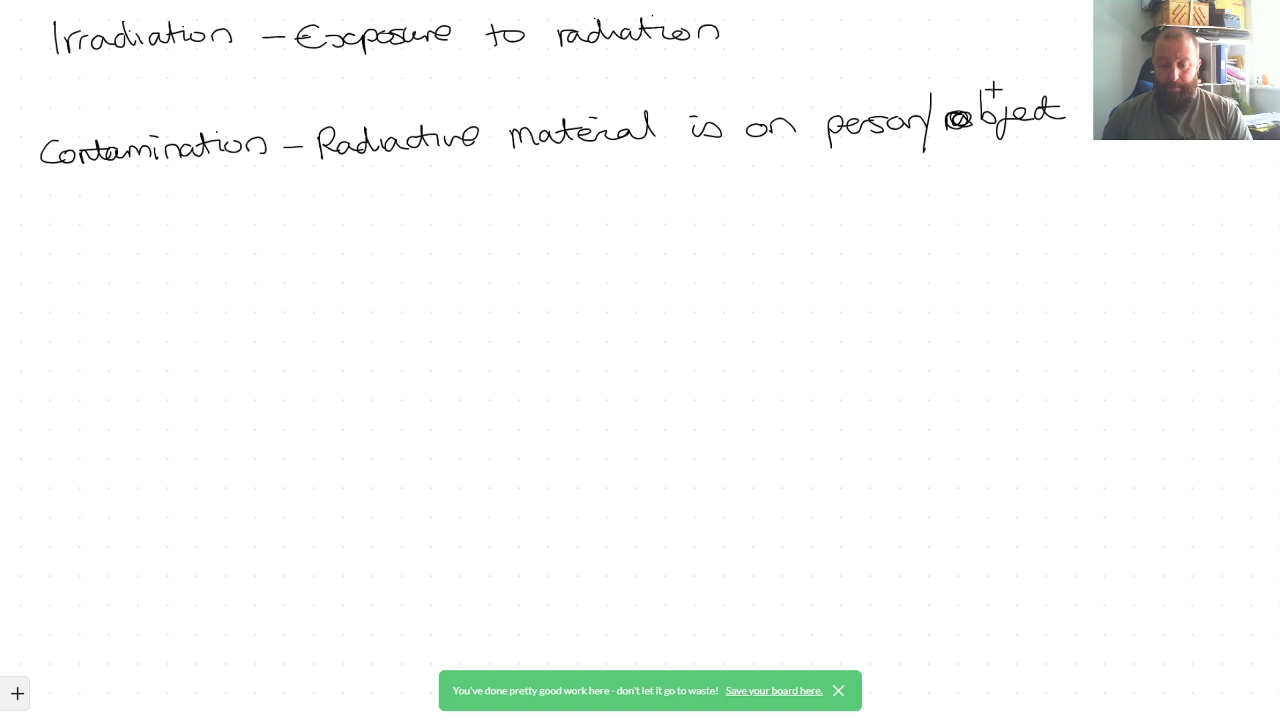 Irradiation – Exposure to radiation
Contamination – Radiactive material is on person/object
You've done pretty good work here - don't let it go to waste! Save your board here.